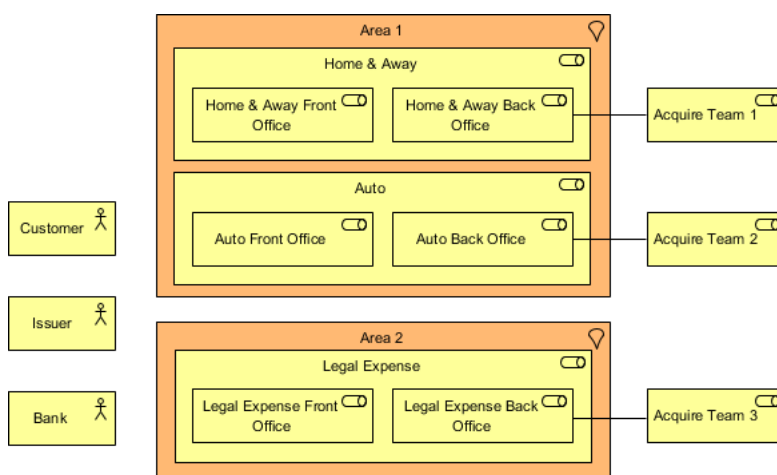 Area 1
Home & Away
Home & Away Front
Office
Home & Away Back
Office
Acquire Team 1
Auto
Auto Front Office
Auto Back Office
Acquire Team 2
Customer
Issuer
Bank
Area 2
Legal Expense
Legal Expense Front
Office
Legal Expense Back
Office
Acquire Team 3